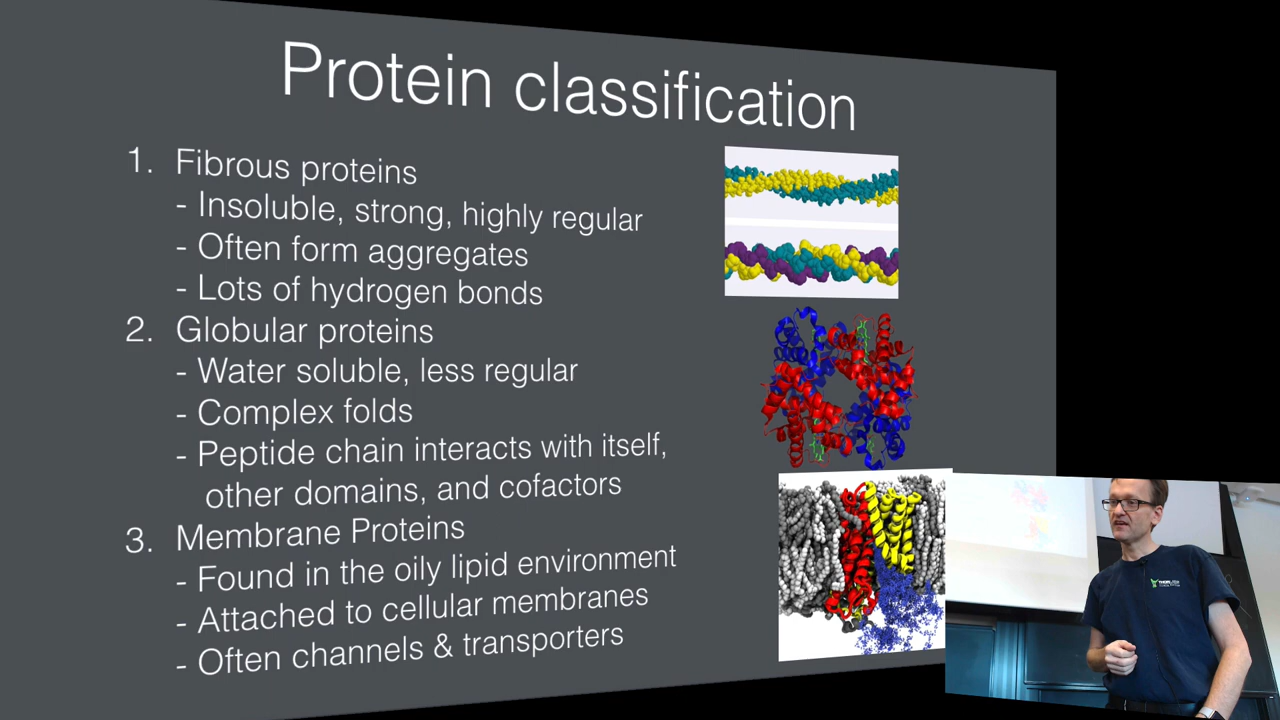 Protein classification
1. Fibrous proteins
- Insoluble, strong, highly regular
- Often form aggregates
- Lots of hydrogen bonds
2. Globular proteins
- Water soluble, less regular
- Complex folds
- Peptide chain interacts with itself,
other domains, and cofactors
3. Membrane Proteins
- Found in the oily lipid environment
- Attached to cellular membranes
- Often channels & transporters